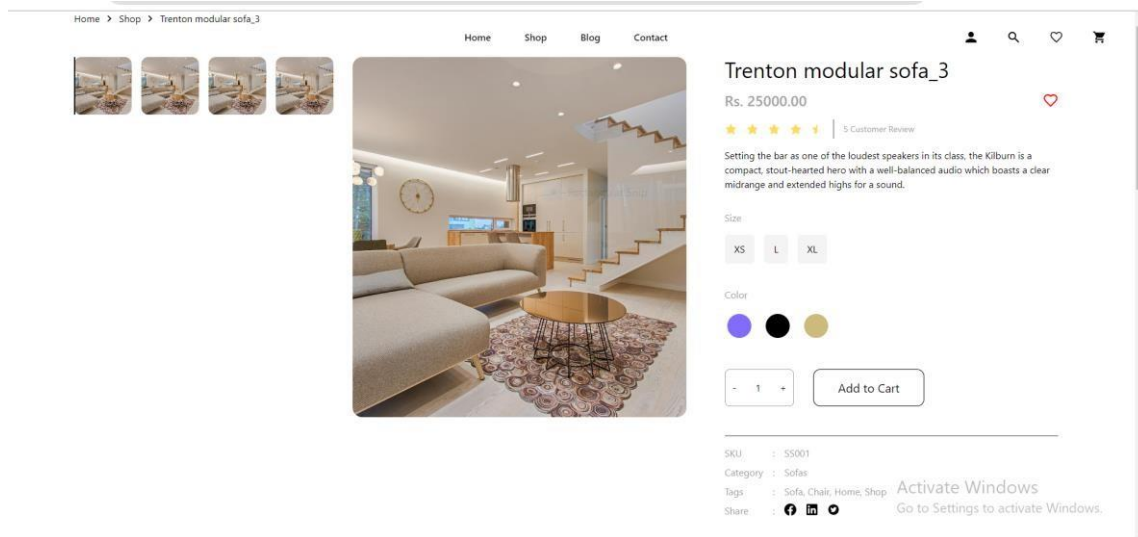 Home > Shop > Trenton modular sofa_3
Home Shop Blog Contact
Trenton modular sofa_3
Rs. 25000.00
5 Customer Review
Setting the bar as one of the loudest speakers in its class, the Kilburn is a
compact, stout-hearted hero with a well-balanced audio which boasts a clear
midrange and extended highs for a sound.
Size
XS L XL
Color
- 1 + Add to Cart
SKU : SS001
Category : Sofas
Tags : Sofa, Chair, Home, Shop
Share :
Activate Windows
Go to Settings to activate Windows.